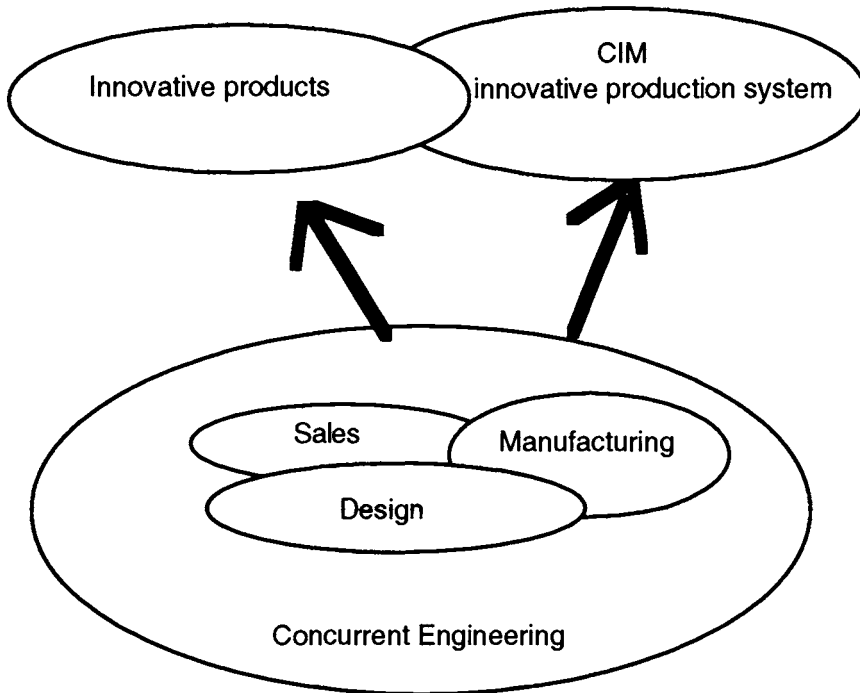 CIM
Innovative products
innovative production system
Sales
Manufacturing
Design
Concurrent Engineering